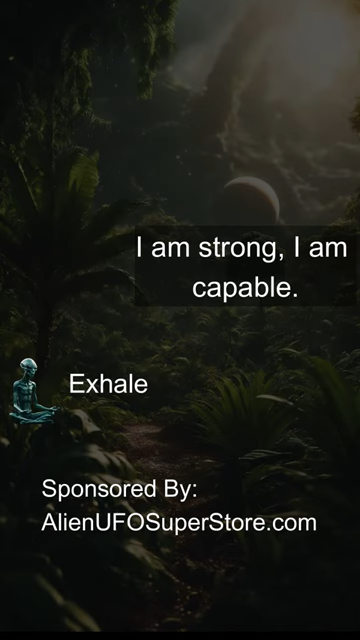 I am strong, I am
capable.
Exhale
Sponsored By:
AlienUFOSuperStore.com